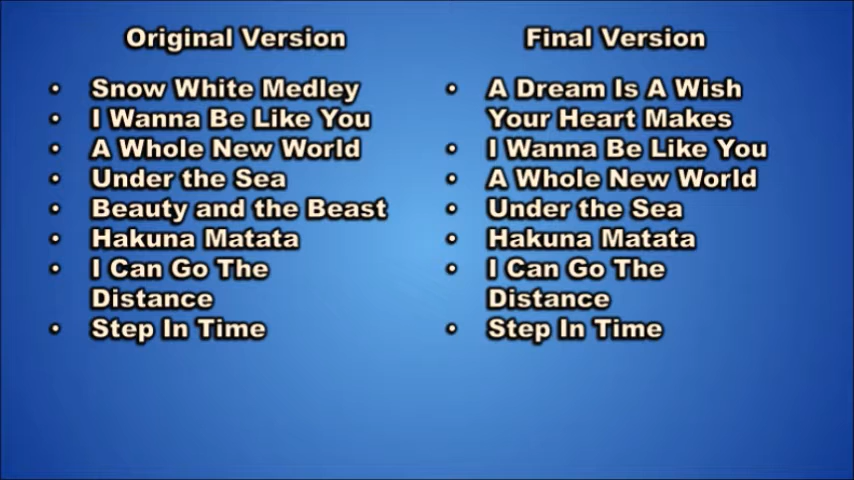 Original Version
• Snow White Medley
• I Wanna Be Like You
• A Whole New World
• Under the Sea
• Beauty and the Beast
• Hakuna Matata
• I Can Go The
Distance
• Step In Time
Final Version
• A Dream Is A Wish
Your Heart Makes
• I Wanna Be Like You
• A Whole New World
• Under the Sea
• Hakuna Matata
• I Can Go The
Distance
• Step In Time